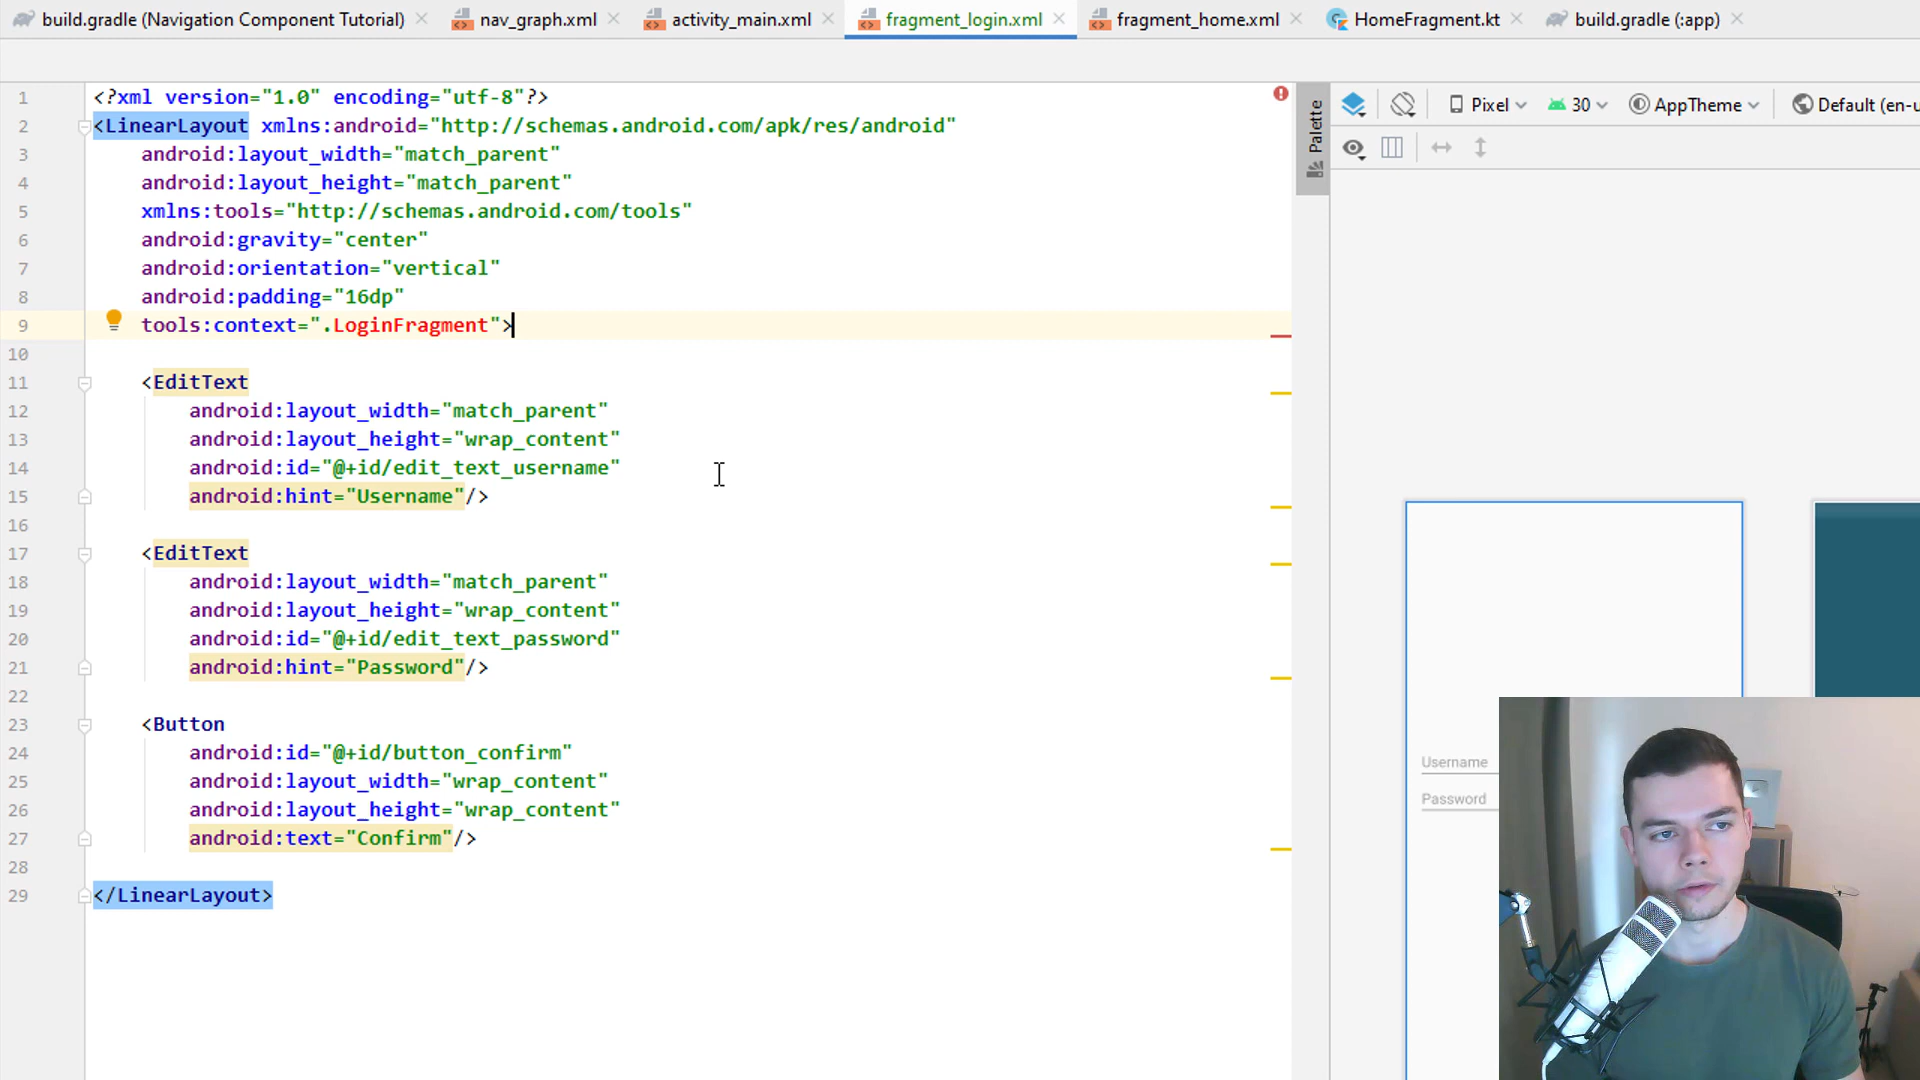 build.gradle (Navigation Component Tutorial)
nav_graph.xml
activity_main.xml
fragment_login.xml
fragment_home.xml
HomeFragment.kt
build.gradle (:app)
1 <?xml version="1.0" encoding="utf-8"?>
2 <LinearLayout xmlns:android="http://schemas.android.com/apk/res/android"
3 android:layout_width="match_parent"
4 android:layout_height="match_parent"
5 xmlns:tools="http://schemas.android.com/tools"
6 android:gravity="center"
7 android:orientation="vertical"
8 android:padding="16dp"
9 tools:context=".LoginFragment">
10
11 <EditText
12 android:layout_width="match_parent"
13 android:layout_height="wrap_content"
14 android:id="@+id/edit_text_username"
15 android:hint="Username"/>
16
17 <EditText
18 android:layout_width="match_parent"
19 android:layout_height="wrap_content"
20 android:id="@+id/edit_text_password"
21 android:hint="Password"/>
22
23 <Button
24 android:id="@+id/button_confirm"
25 android:layout_width="wrap_content"
26 android:layout_height="wrap_content"
27 android:text="Confirm"/>
28
29 </LinearLayout>
Palette
Pixel
30
AppTheme
Default (en-u
Username
Password